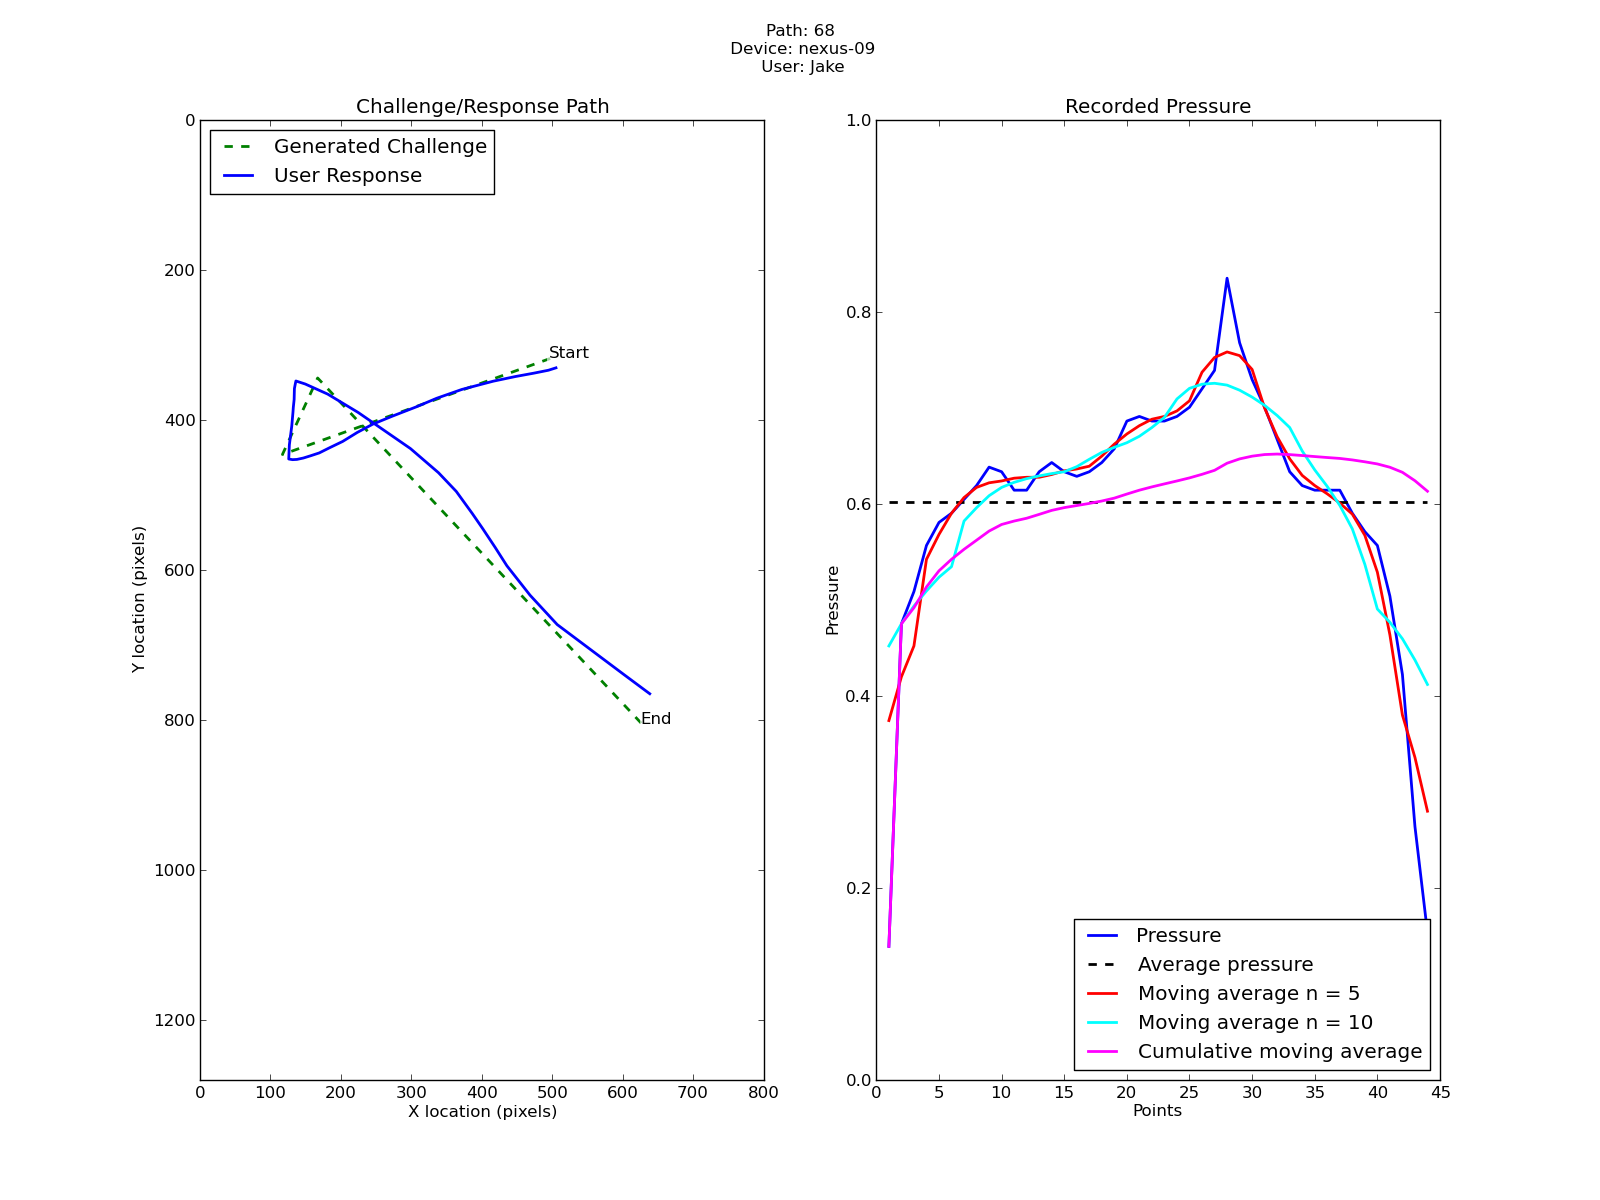 Path: 68
Device: nexus-09
User: Jake
Challenge/Response Path
0
200
400
600
800
1000
1200
Y location (pixels)
Generated Challenge
User Response
Start
End
0 100 200 300 400 500 600 700 800
X location (pixels)
Recorded Pressure
1.0
0.8
0.6
0.4
0.2
0.0
Pressure
Pressure
Average pressure
Moving average n = 5
Moving average n = 10
Cumulative moving average
0 5 10 15 20 25 30 35 40 45
Points